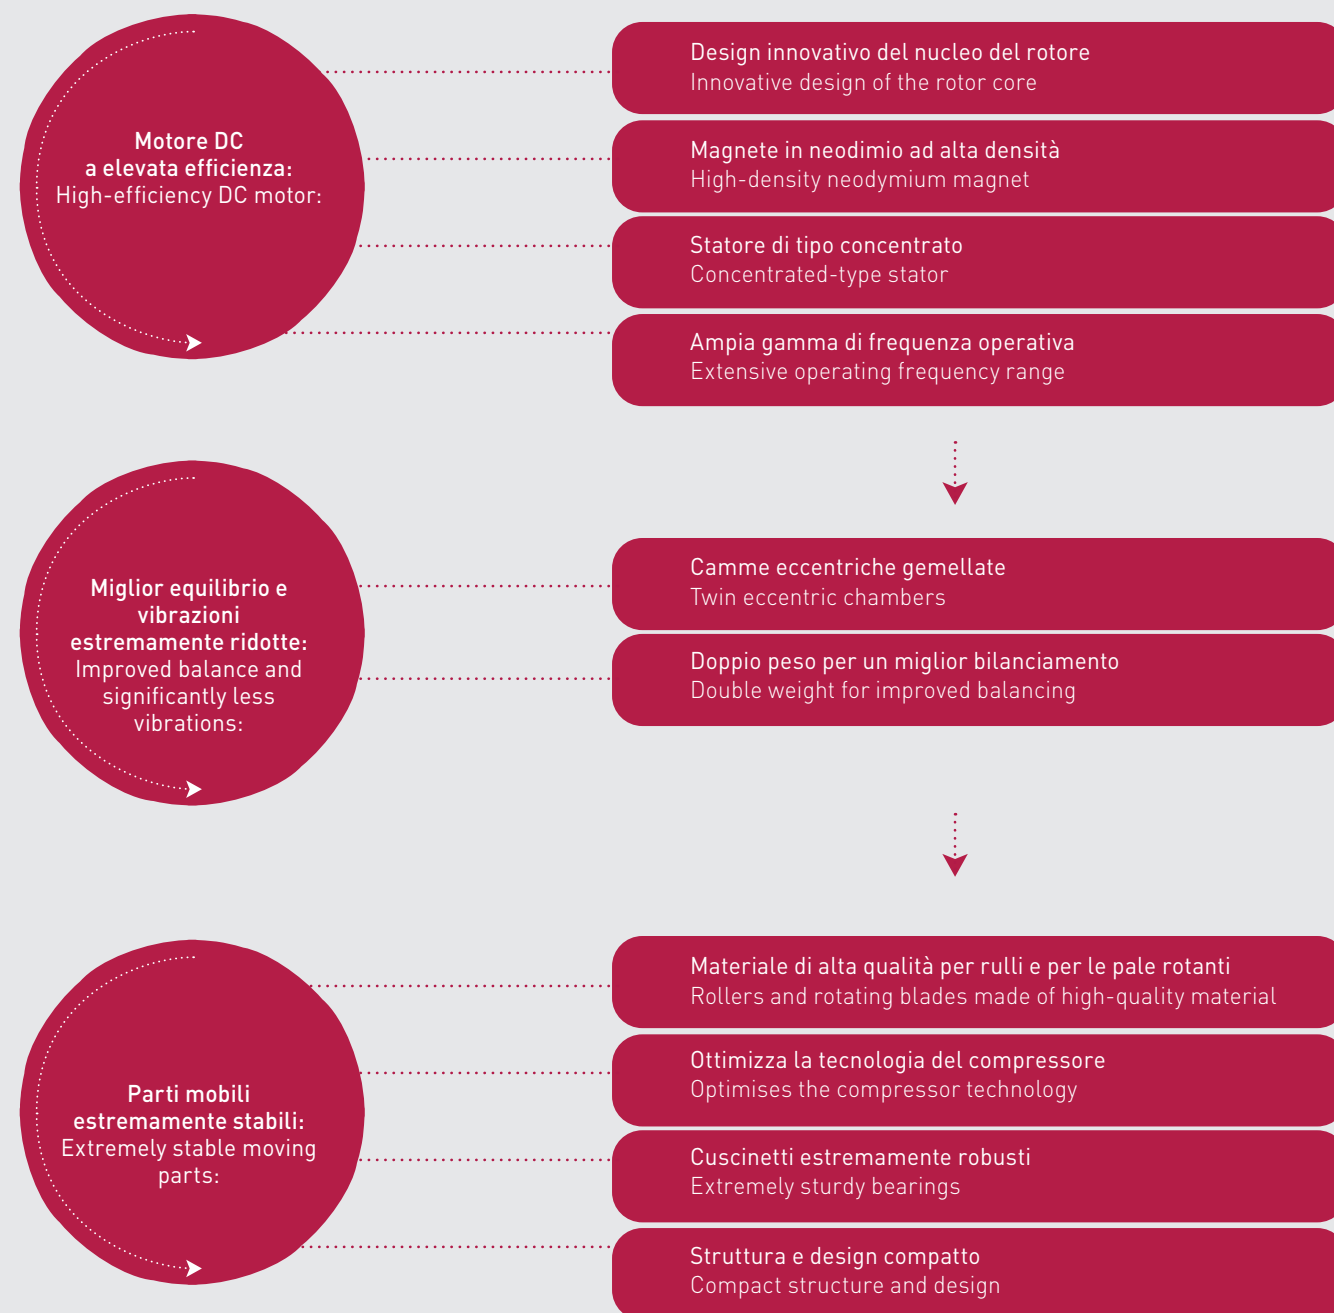 Motore DC
a elevata efficienza:
High-efficiency DC motor:
Design innovativo del nucleo del rotore
Innovative design of the rotor core
Magnete in neodimio ad alta densità
High-density neodymium magnet
Statore di tipo concentrato
Concentrated-type stator
Ampia gamma di frequenza operativa
Extensive operating frequency range
Miglior equilibrio e
vibrazioni
estremamente ridotte:
Improved balance and
significantly less
vibrations:
Camme eccentriche gemellate
Twin eccentric chambers
Doppio peso per un miglior bilanciamento
Double weight for improved balancing
Parti mobili
estremamente stabili:
Extremely stable moving
parts:
Materiale di alta qualità per rulli e per le pale rotanti
Rollers and rotating blades made of high-quality material
Ottimizza la tecnologia del compressore
Optimises the compressor technology
Cuscinetti estremamente robusti
Extremely sturdy bearings
Struttura e design compatto
Compact structure and design